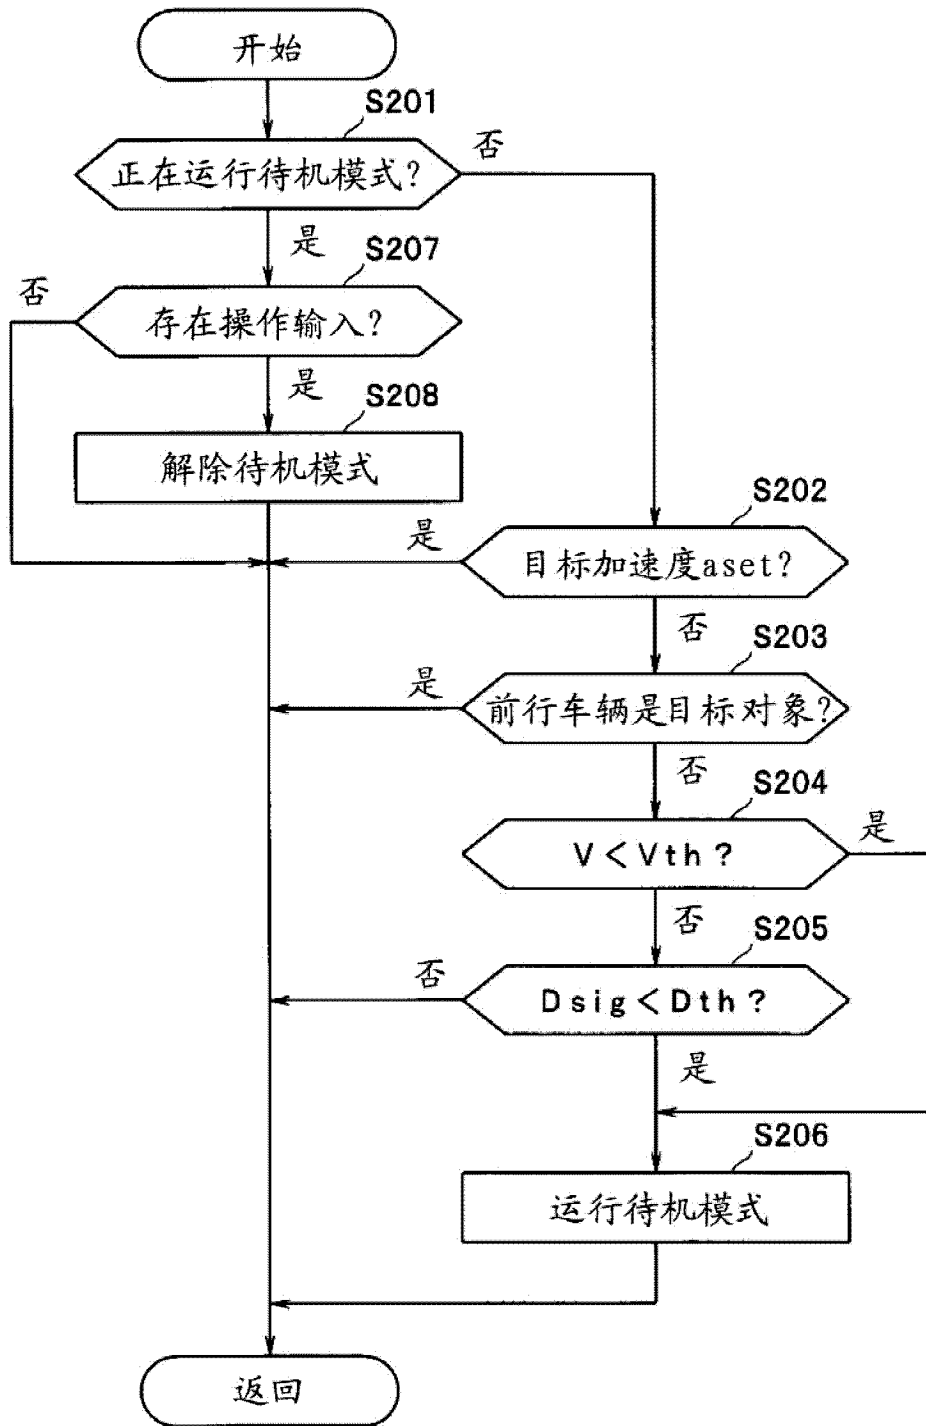 开始
S201
正在运行待机模式?
否
是
S207
否
存在操作输入?
是
S208
解除待机模式
S202
是
目标加速度aset?
否
S203
是
前行车辆是目标对象?
否
S204
V<Vth?
是
否
S205
否
Dsig<Dth?
是
S206
运行待机模式
返回